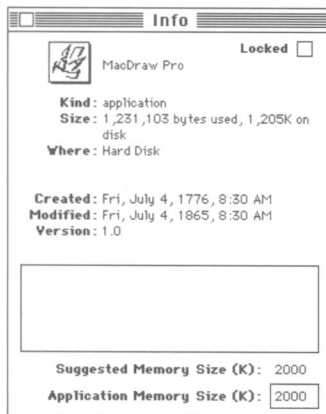 Info
Locked
MacDraw Pro
Kind: application
Size: 1,231,103 bytes used, 1,205K on
disk
Where: Hard Disk
Created: Fri, July 4, 1776, 8:30 AM
Modified: Fri, July 4, 1865, 8:30 AM
Version: 1.0
Suggested Memory Size (K): 2000
Application Memory Size (K): 2000